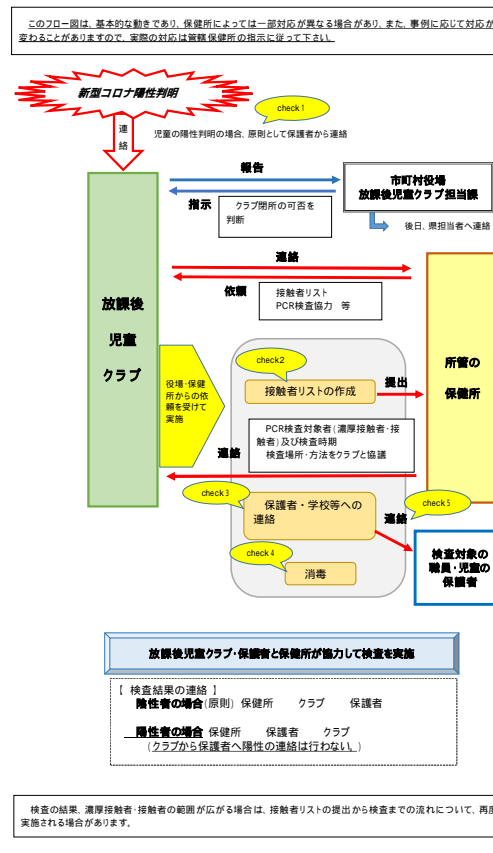 このフロー図は、基本的な動きであり、保健所によっては一部対応が異なる場合があり、また、事例に応じて対応が
変わることがありますので、実際の対応は管轄保健所の指示に従って下さい。
新型コロナ陽性判明
check１
連
絡
児童の陽性判明の場合、原則として保護者から連絡
報告
市町村役場
放課後児童クラブ担当課
指示
クラブ閉所の可否を
判断
後日、県担当者へ連絡
連絡
依頼
接触者リスト
PCR検査協力　等
放課後
児童
クラブ
所管の
保健所
役場・保健
所からの依
頼を受けて
実施
check２
接触者リストの作成
提出
PCR検査対象者(濃厚接触者・接
触者)及び検査時期
検査場所・方法をクラブと協議
連絡
check３
保護者・学校等への
連絡
連絡
check５
check４
消毒
検査対象の
職員・児童の
保護者
放課後児童クラブ・保護者と保健所が協力して検査を実施
【 検査結果の連絡 】
陰性者の場合(原則)　保健所　　クラブ　　保護者
陽性者の場合　保健所　　保護者　　クラブ
(クラブから保護者へ陽性の連絡は行わない。)
検査の結果、濃厚接触者・接触者の範囲が広がる場合は、接触者リストの提出から検査までの流れについて、再度
実施される場合があります。